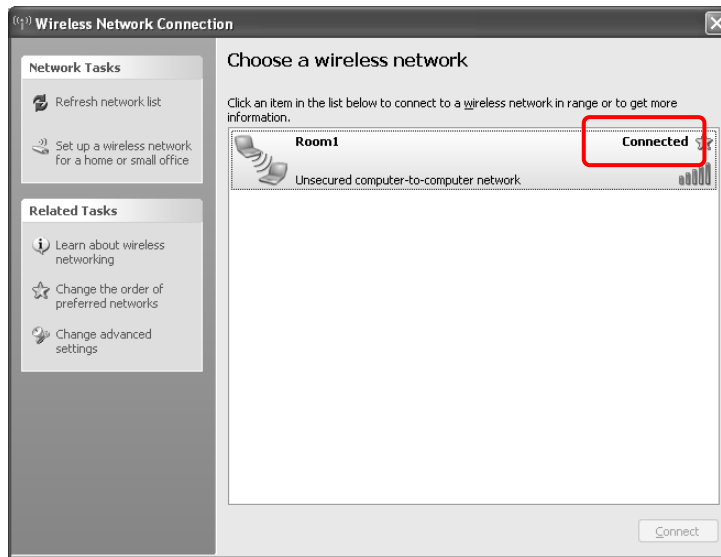 Wireless Network Connection
Network Tasks
Refresh network list
Set up a wireless network
for a home or small office
Related Tasks
Learn about wireless
networking
Change the order of
preferred networks
Change advanced
settings
Choose a wireless network
Click an item in the list below to connect to a wireless network in range or to get more
information.
Room1 Connected
Unsecured computer-to-computer network
Connect